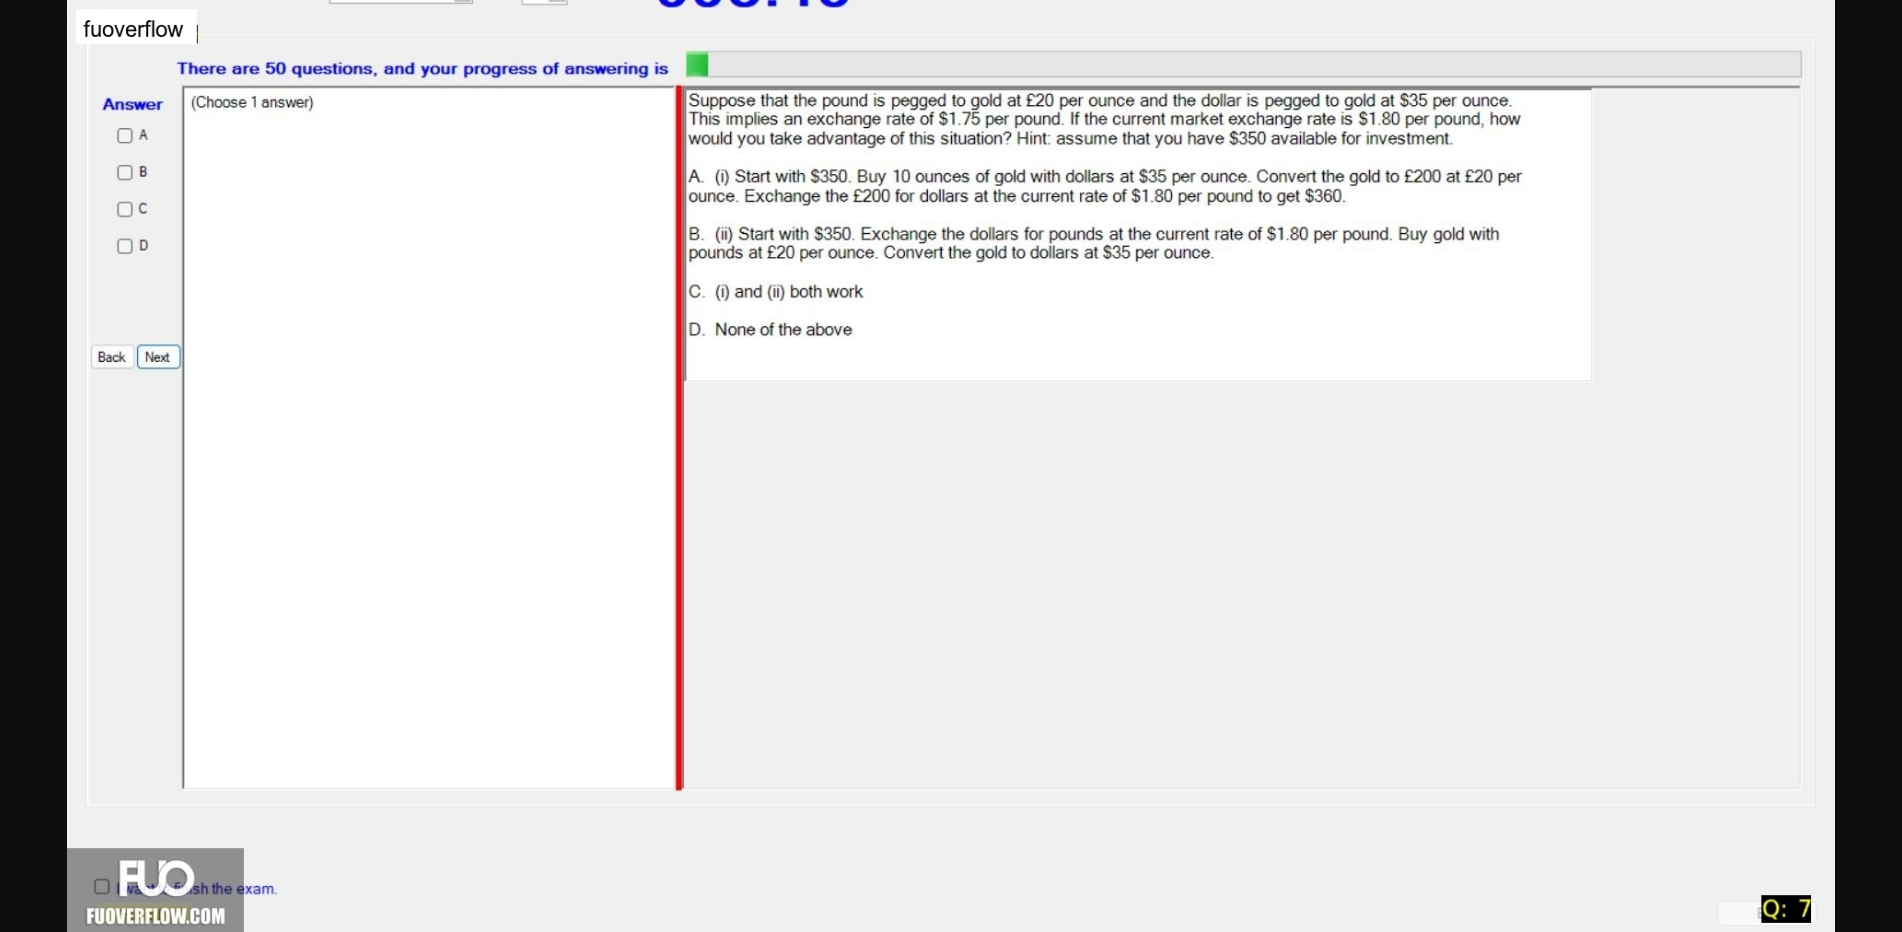 fuoverflow
There are 50 questions, and your progress of answering is
Answer
(Choose 1 answer)
A
B
C
D
Back
Next
Suppose that the pound is pegged to gold at £20 per ounce and the dollar is pegged to gold at $35 per ounce.
This implies an exchange rate of $1.75 per pound. If the current market exchange rate is $1.80 per pound, how
would you take advantage of this situation? Hint: assume that you have $350 available for investment.
A. (i) Start with $350. Buy 10 ounces of gold with dollars at $35 per ounce. Convert the gold to £200 at £20 per
ounce. Exchange the £200 for dollars at the current rate of $1.80 per pound to get $360.
B. (ii) Start with $350. Exchange the dollars for pounds at the current rate of $1.80 per pound. Buy gold with
pounds at £20 per ounce. Convert the gold to dollars at $35 per ounce.
C. (i) and (ii) both work
D. None of the above
FUO
the exam.
FUOVERFLOW.COM
Q: 7